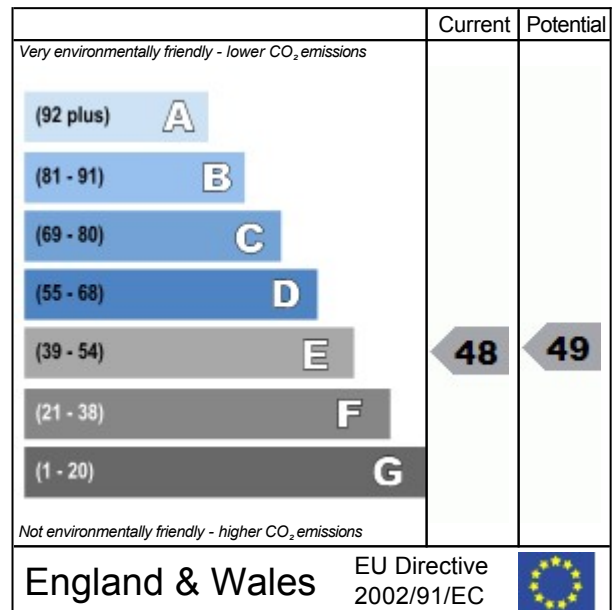 Current Potential
Very environmentally friendly - lower CO₂ emissions
(92 plus) A
(81 - 91) B
(69 - 80) C
(55 - 68) D
(39 - 54) E 48 49
(21 - 38) F
(1 - 20) G
Not environmentally friendly - higher CO₂ emissions
England & Wales
EU Directive
2002/91/EC